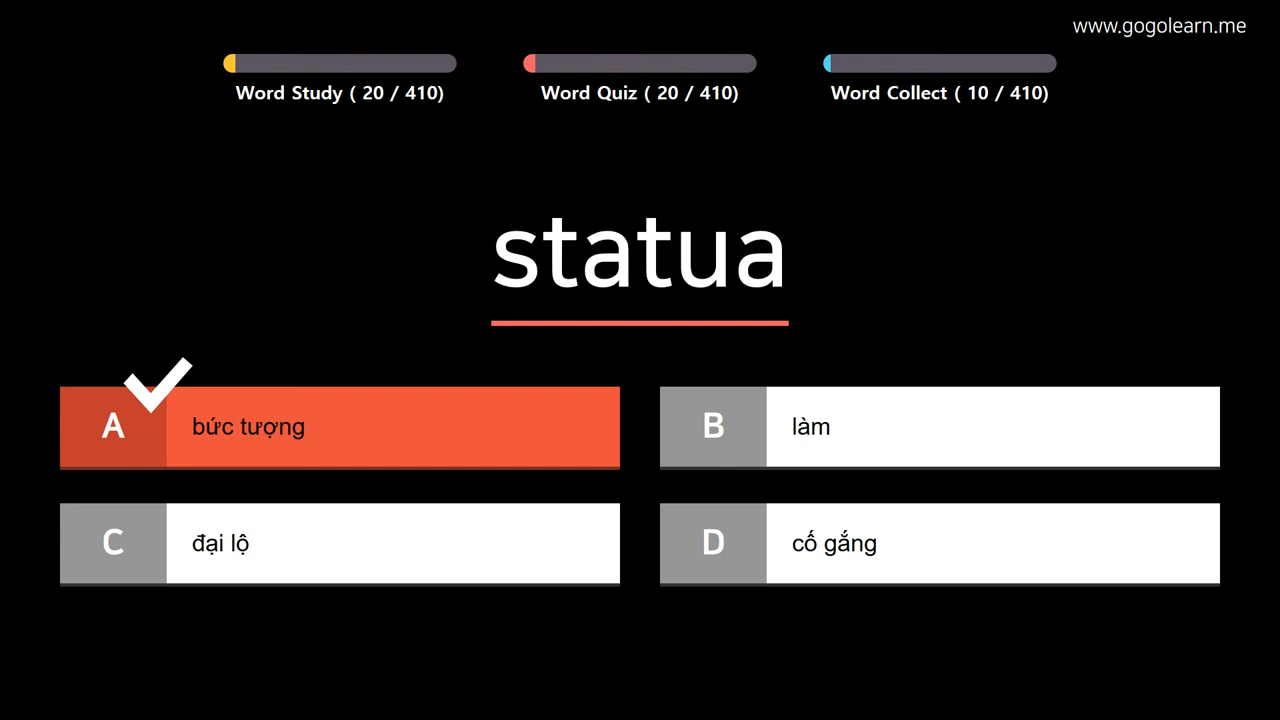 www.gogolearn.me
Word Study ( 20 / 410)
Word Quiz ( 20 / 410)
Word Collect ( 10 / 410)
statua
A
bức tượng
B
làm
C
đại lộ
D
cố gắng